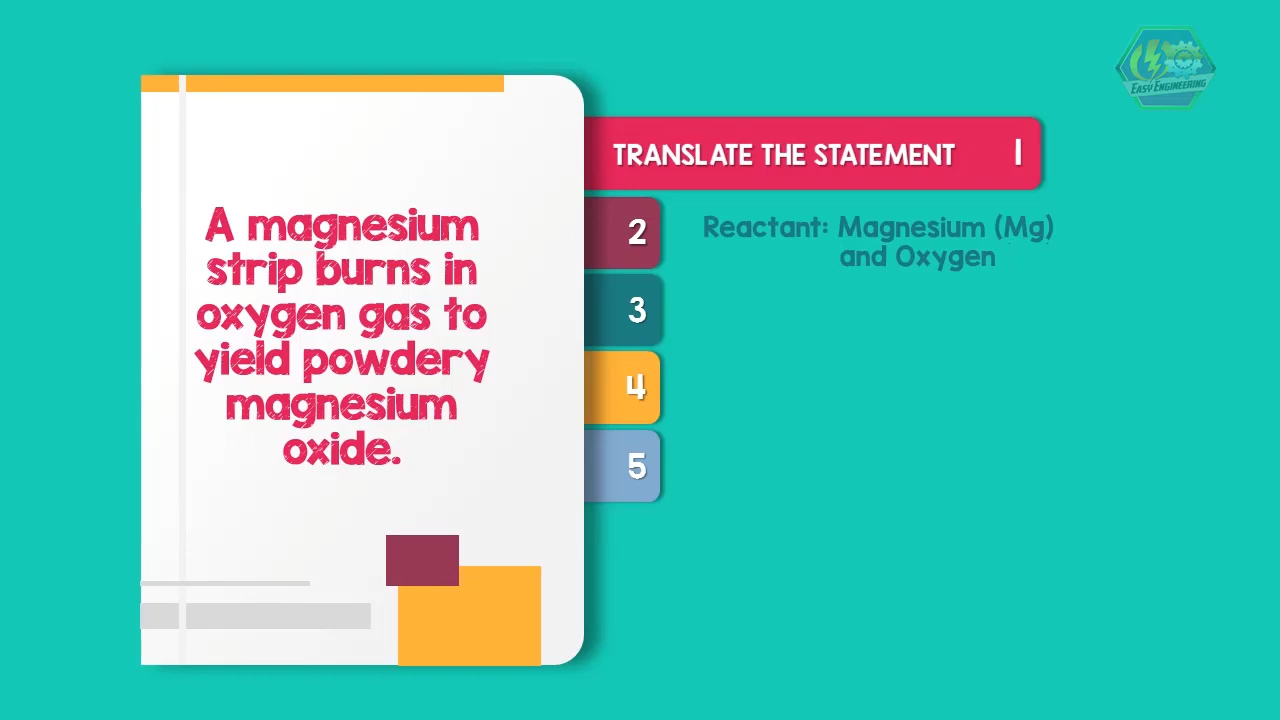 EASY ENGINEERING
TRANSLATE THE STATEMENT 1
A magnesium
strip burns in
oxygen gas to
yield powdery
magnesium
oxide.
2
Reactant: Magnesium (Mg)
and Oxygen
3
4
5